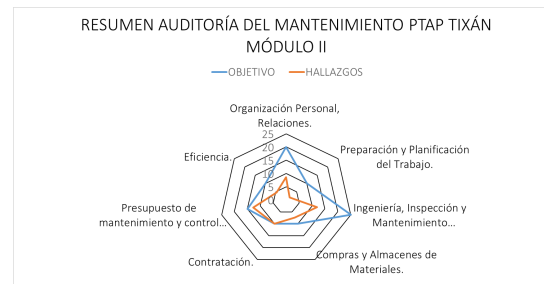 RESUMEN AUDITORÍA DEL MANTENIMIENTO PTAP TIXÁN
MÓDULO II
OBJETIVO HALLAZGOS
Organización Personal,
Relaciones.
25
20
15
10
5
0
Preparación y Planificación
del Trabajo.
Ingeniería, Inspección y
Mantenimiento...
Compras y Almacenes de
Materiales.
Contratación.
Presupuesto de
mantenimiento y control...
Eficiencia.